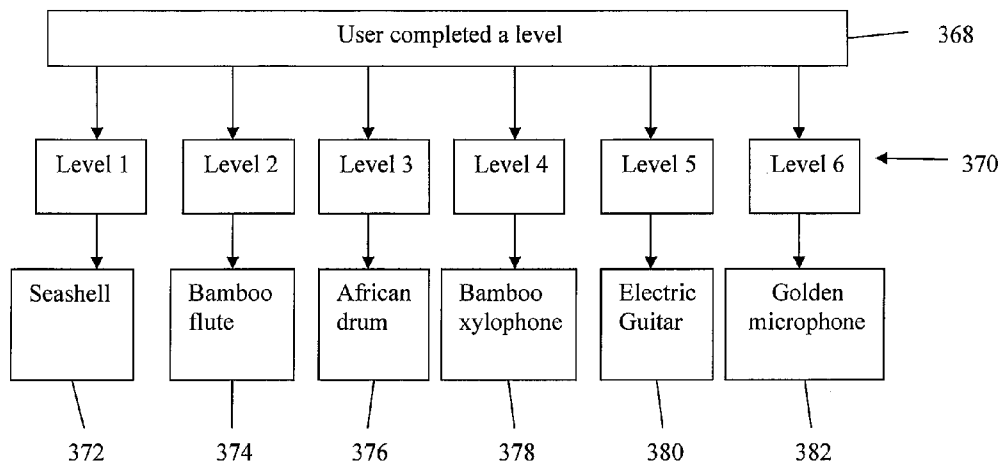 User completed a level
368
Level 1
Level 2
Level 3
Level 4
Level 5
Level 6
370
Seashell
Bamboo
flute
African
drum
Bamboo
xylophone
Electric
Guitar
Golden
microphone
372
374
376
378
380
382